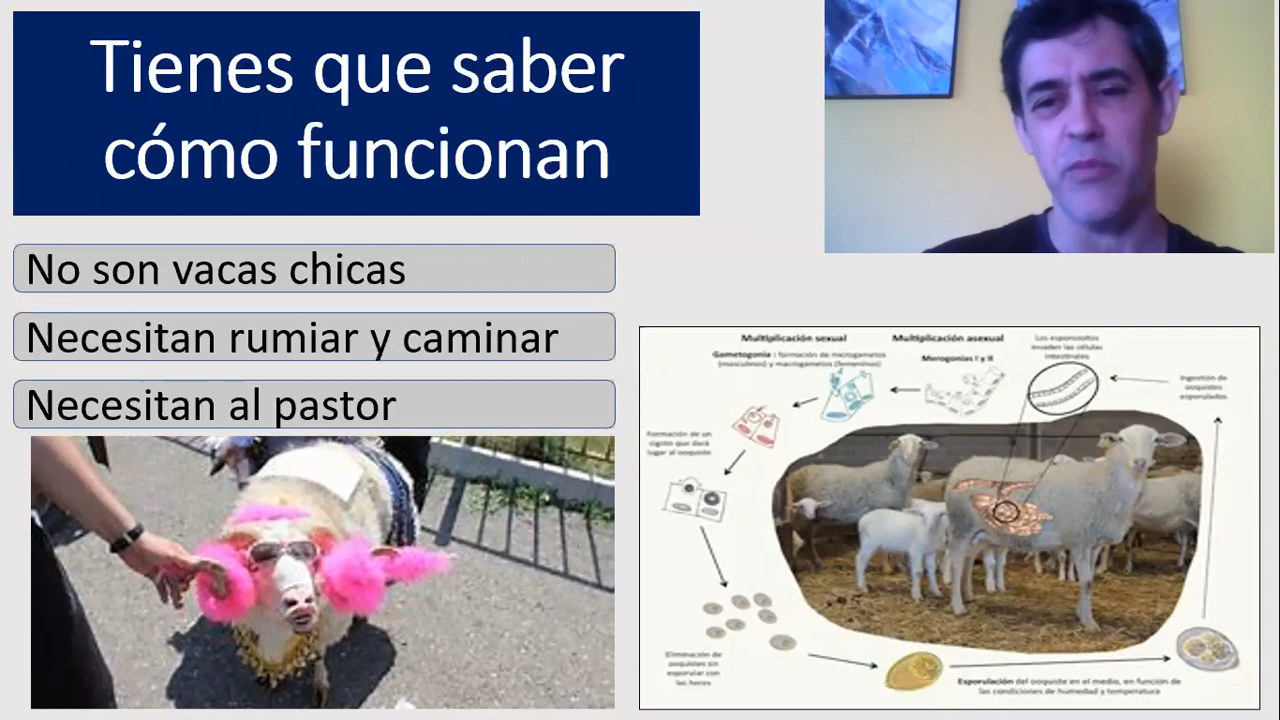 Tienes que saber
cómo funcionan
No son vacas chicas
Necesitan rumiar y caminar
Necesitan al pastor
Multiplicación sexual
Gametogonia : formación de microgametos
(masculinos) y macrogametos (femeninos)
Multiplicación asexual
Merogonias I y II
Los esporozoitos
invaden las células
intestinales
Ingestión de
ooquistes
esporulados
Formación de un
cigoto que dará
lugar al ooquiste
Eliminación de
ooquistes sin
esporular con
las heces
Esporulación del ooquiste en el medio, en función de
las condiciones de humedad y temperatura